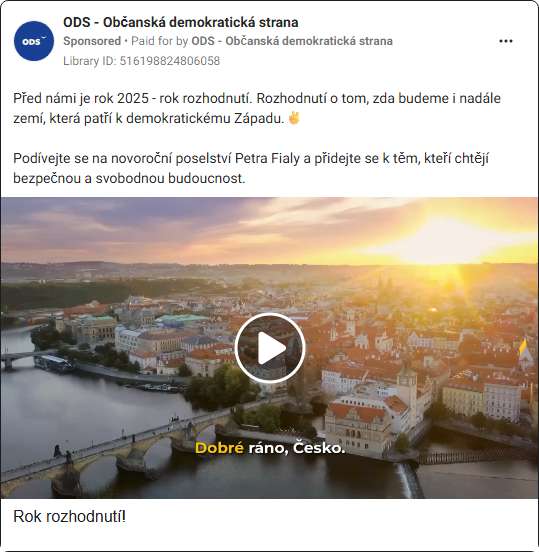 ODS - Občanská demokratická strana
Sponsored • Paid for by ODS - Občanská demokratická strana
Library ID: 516198824806058
ODS
Před námi je rok 2025 - rok rozhodnutí. Rozhodnutí o tom, zda budeme i nadále
zemí, která patří k demokratickému Západu. ✌️
Podívejte se na novoroční poselství Petra Fialy a přidejte se k těm, kteří chtějí
bezpečnou a svobodnou budoucnost.
Dobré ráno, Česko.
Rok rozhodnutí!